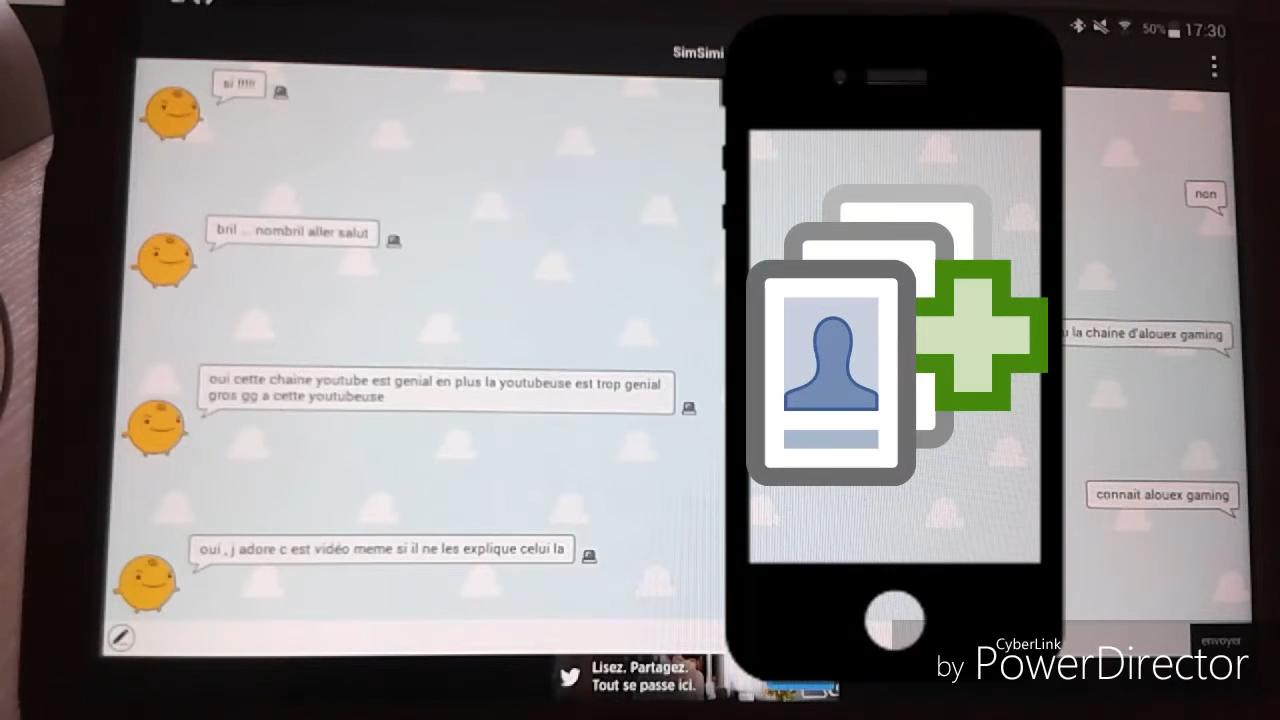 50% 17:30
SimSimi
si !!!!!
non
bril ... nombril aller salut
la chaine d'alouex gaming
oui cette chaine youtube est genial en plus la youtubeuse est trop genial
gros gg a cette youtubeuse
connait alouex gaming
oui , j adore c est vidéo meme si il ne les explique celui la
envoyer
Lisez. Partagez.
Tout se passe ici.
CyberLink
by PowerDirector